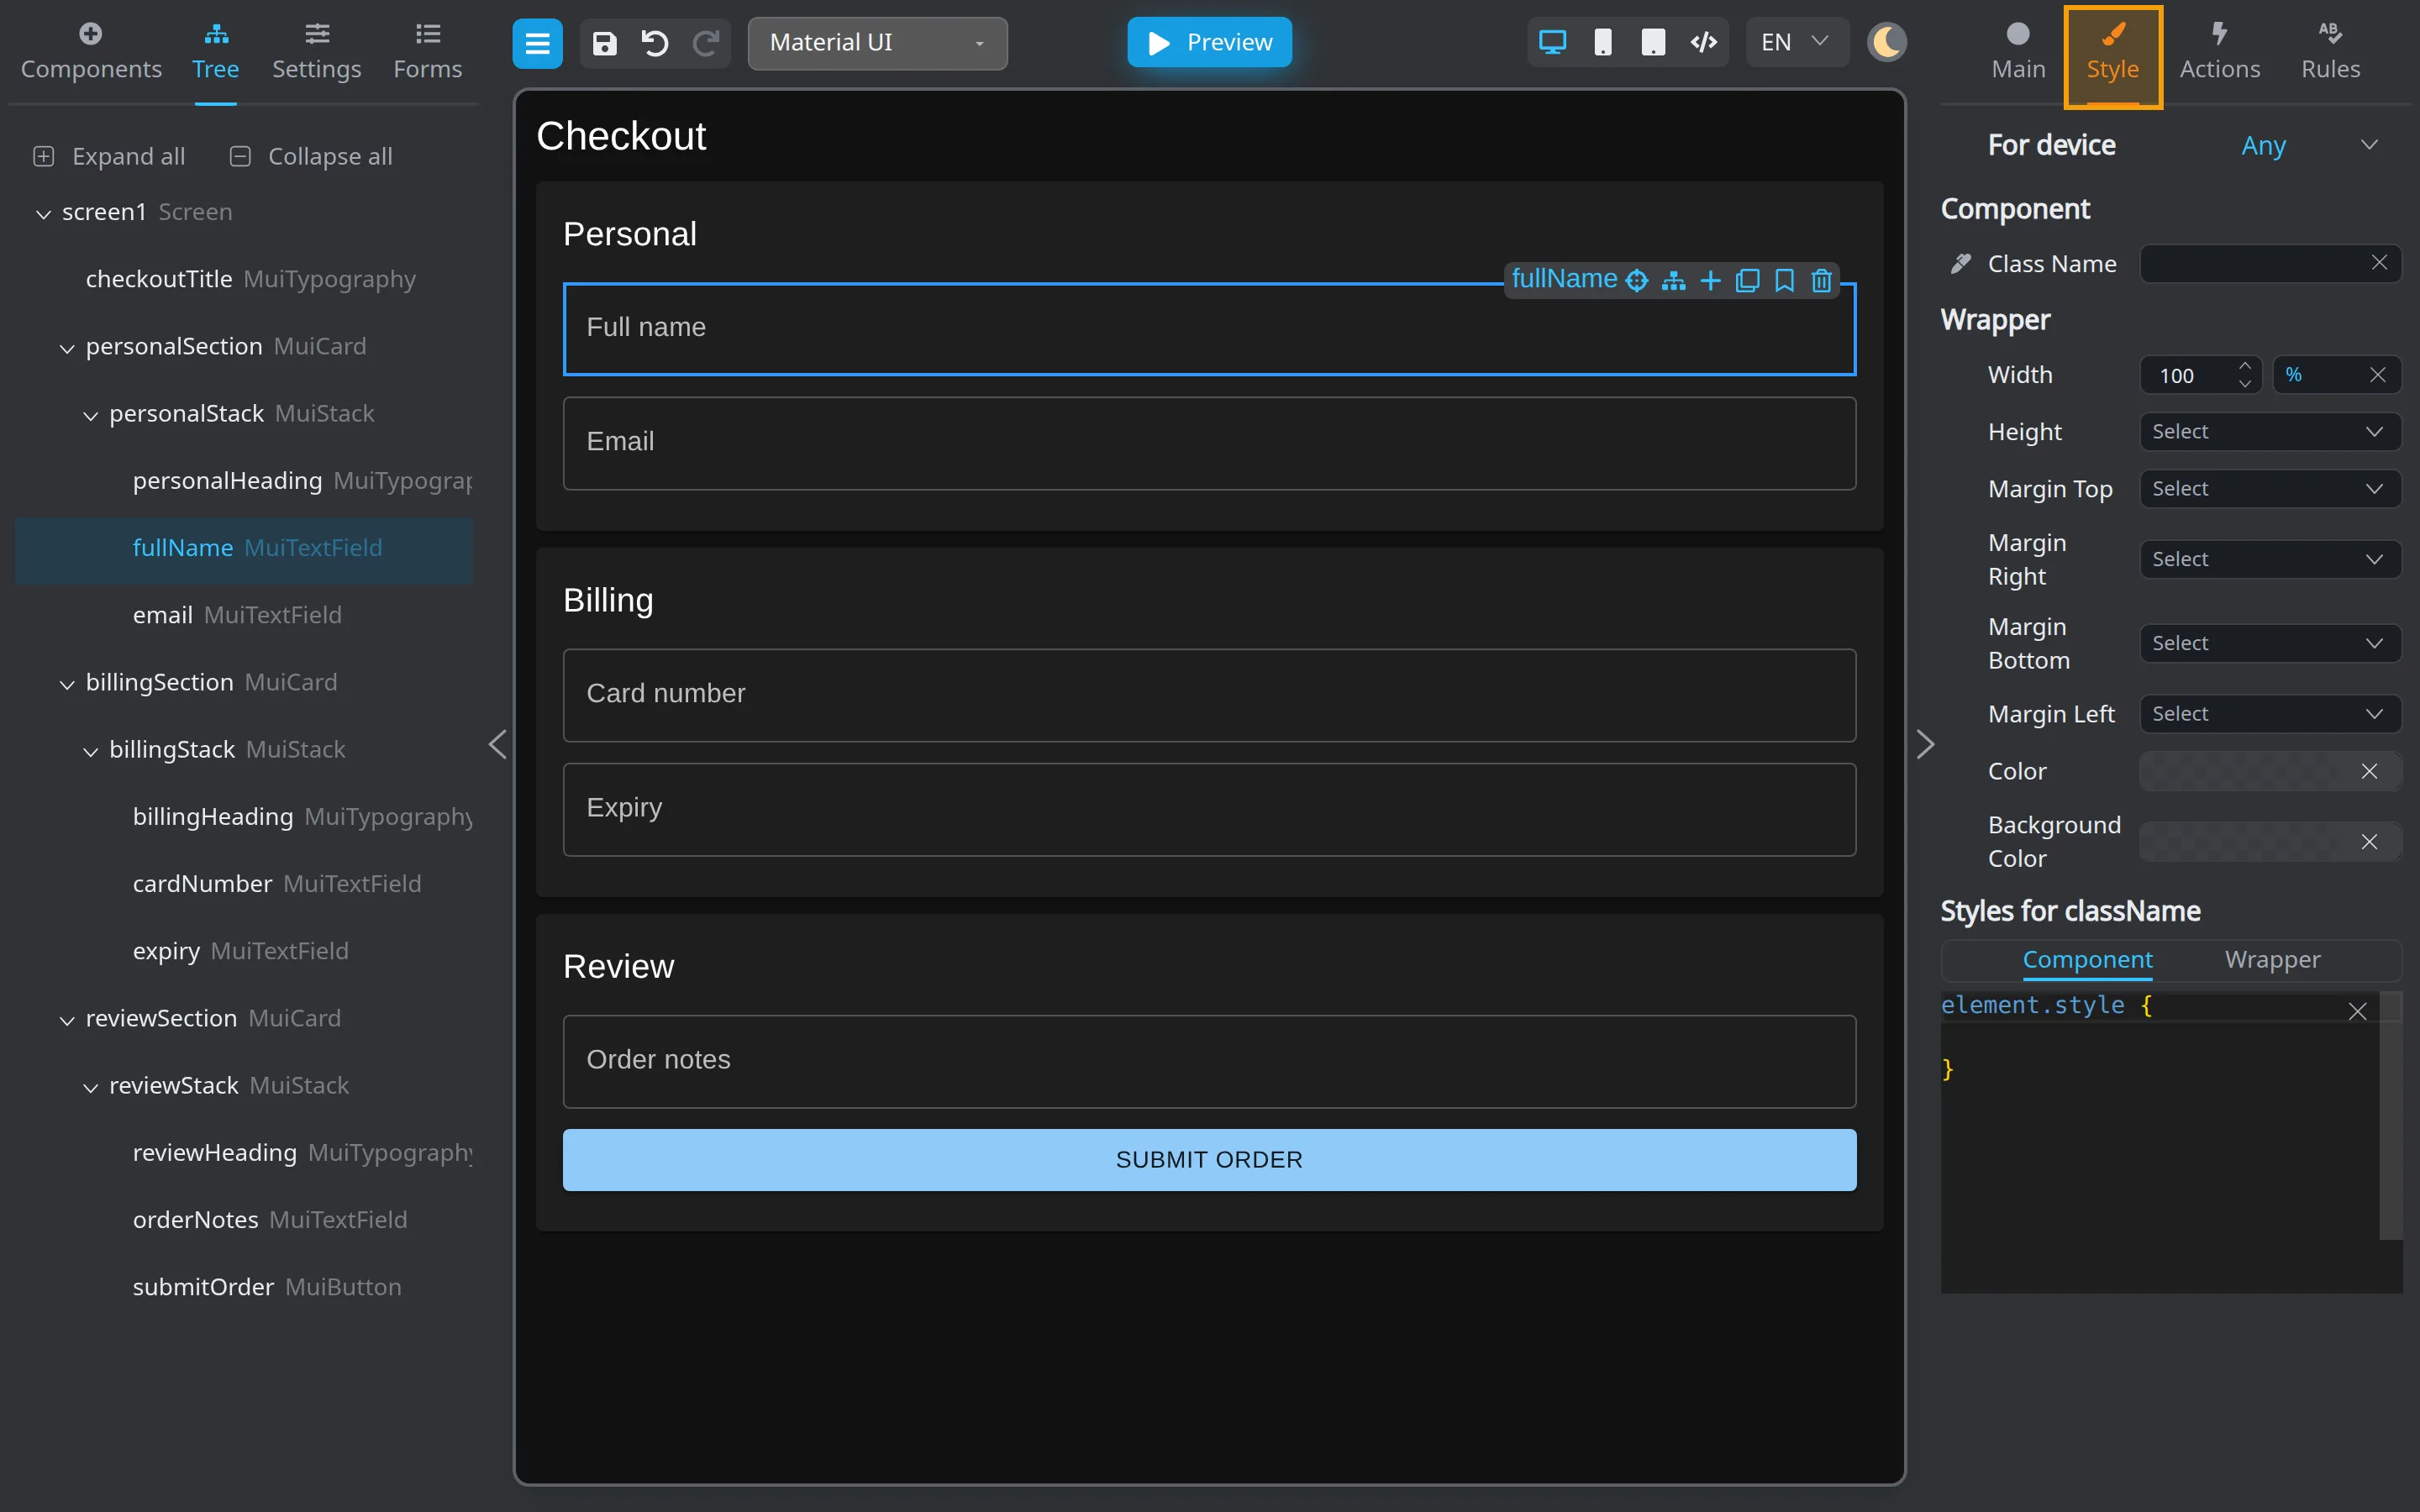 Components Tree Settings Forms
Material UI
Preview
EN
Main Style Actions Rules
Expand all Collapse all
screen1 Screen
checkoutTitle MuiTypography
personalSection MuiCard
personalStack MuiStack
personalHeading MuiTypograp
fullName MuiTextField
email MuiTextField
billingSection MuiCard
billingStack MuiStack
billingHeading MuiTypography
cardNumber MuiTextField
expiry MuiTextField
reviewSection MuiCard
reviewStack MuiStack
reviewHeading MuiTypography
orderNotes MuiTextField
submitOrder MuiButton
Checkout
Personal
fullName
Full name
Email
Billing
Card number
Expiry
Review
Order notes
SUBMIT ORDER
For device Any
Component
Class Name
Wrapper
Width 100 %
Height Select
Margin Top Select
Margin
Right Select
Margin
Bottom Select
Margin Left Select
Color
Background
Color
Styles for className
Component Wrapper
element.style {
}